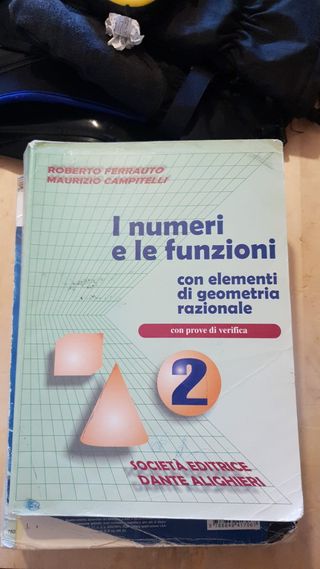 ROBERTO FERRAUTO
MAURIZIO CAMPITELLI
I numeri
e le funzioni
con elementi
di geometria
razionale
con prove di verifica
2
SOCIETÀ EDITRICE
DANTE ALIGHIERI